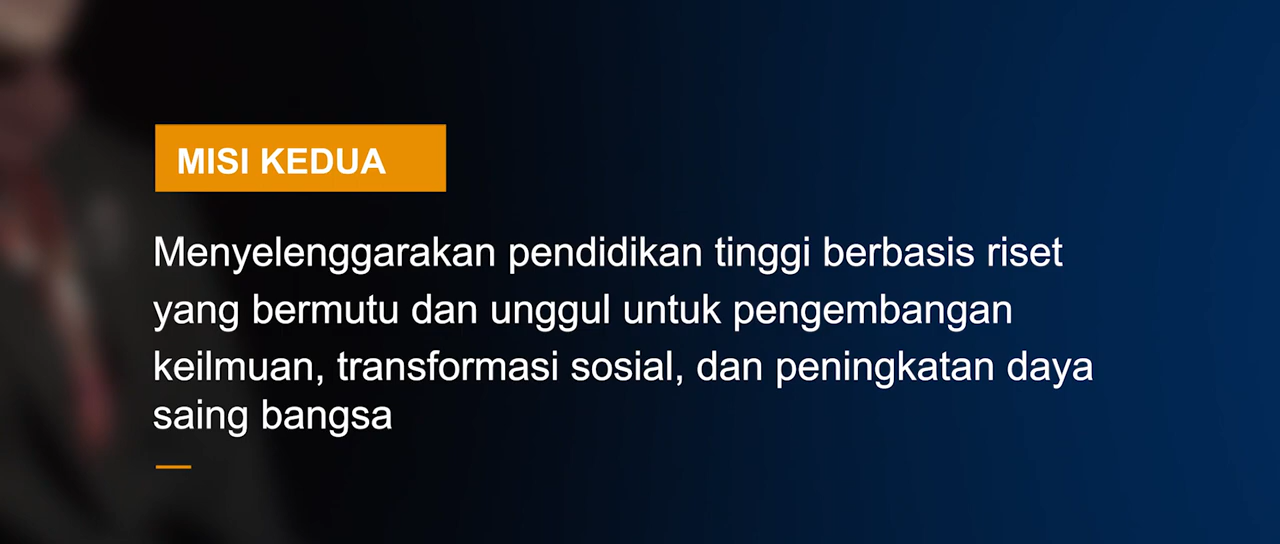 MISI KEDUA
Menyelenggarakan pendidikan tinggi berbasis riset
yang bermutu dan unggul untuk pengembangan
keilmuan, transformasi sosial, dan peningkatan daya
saing bangsa